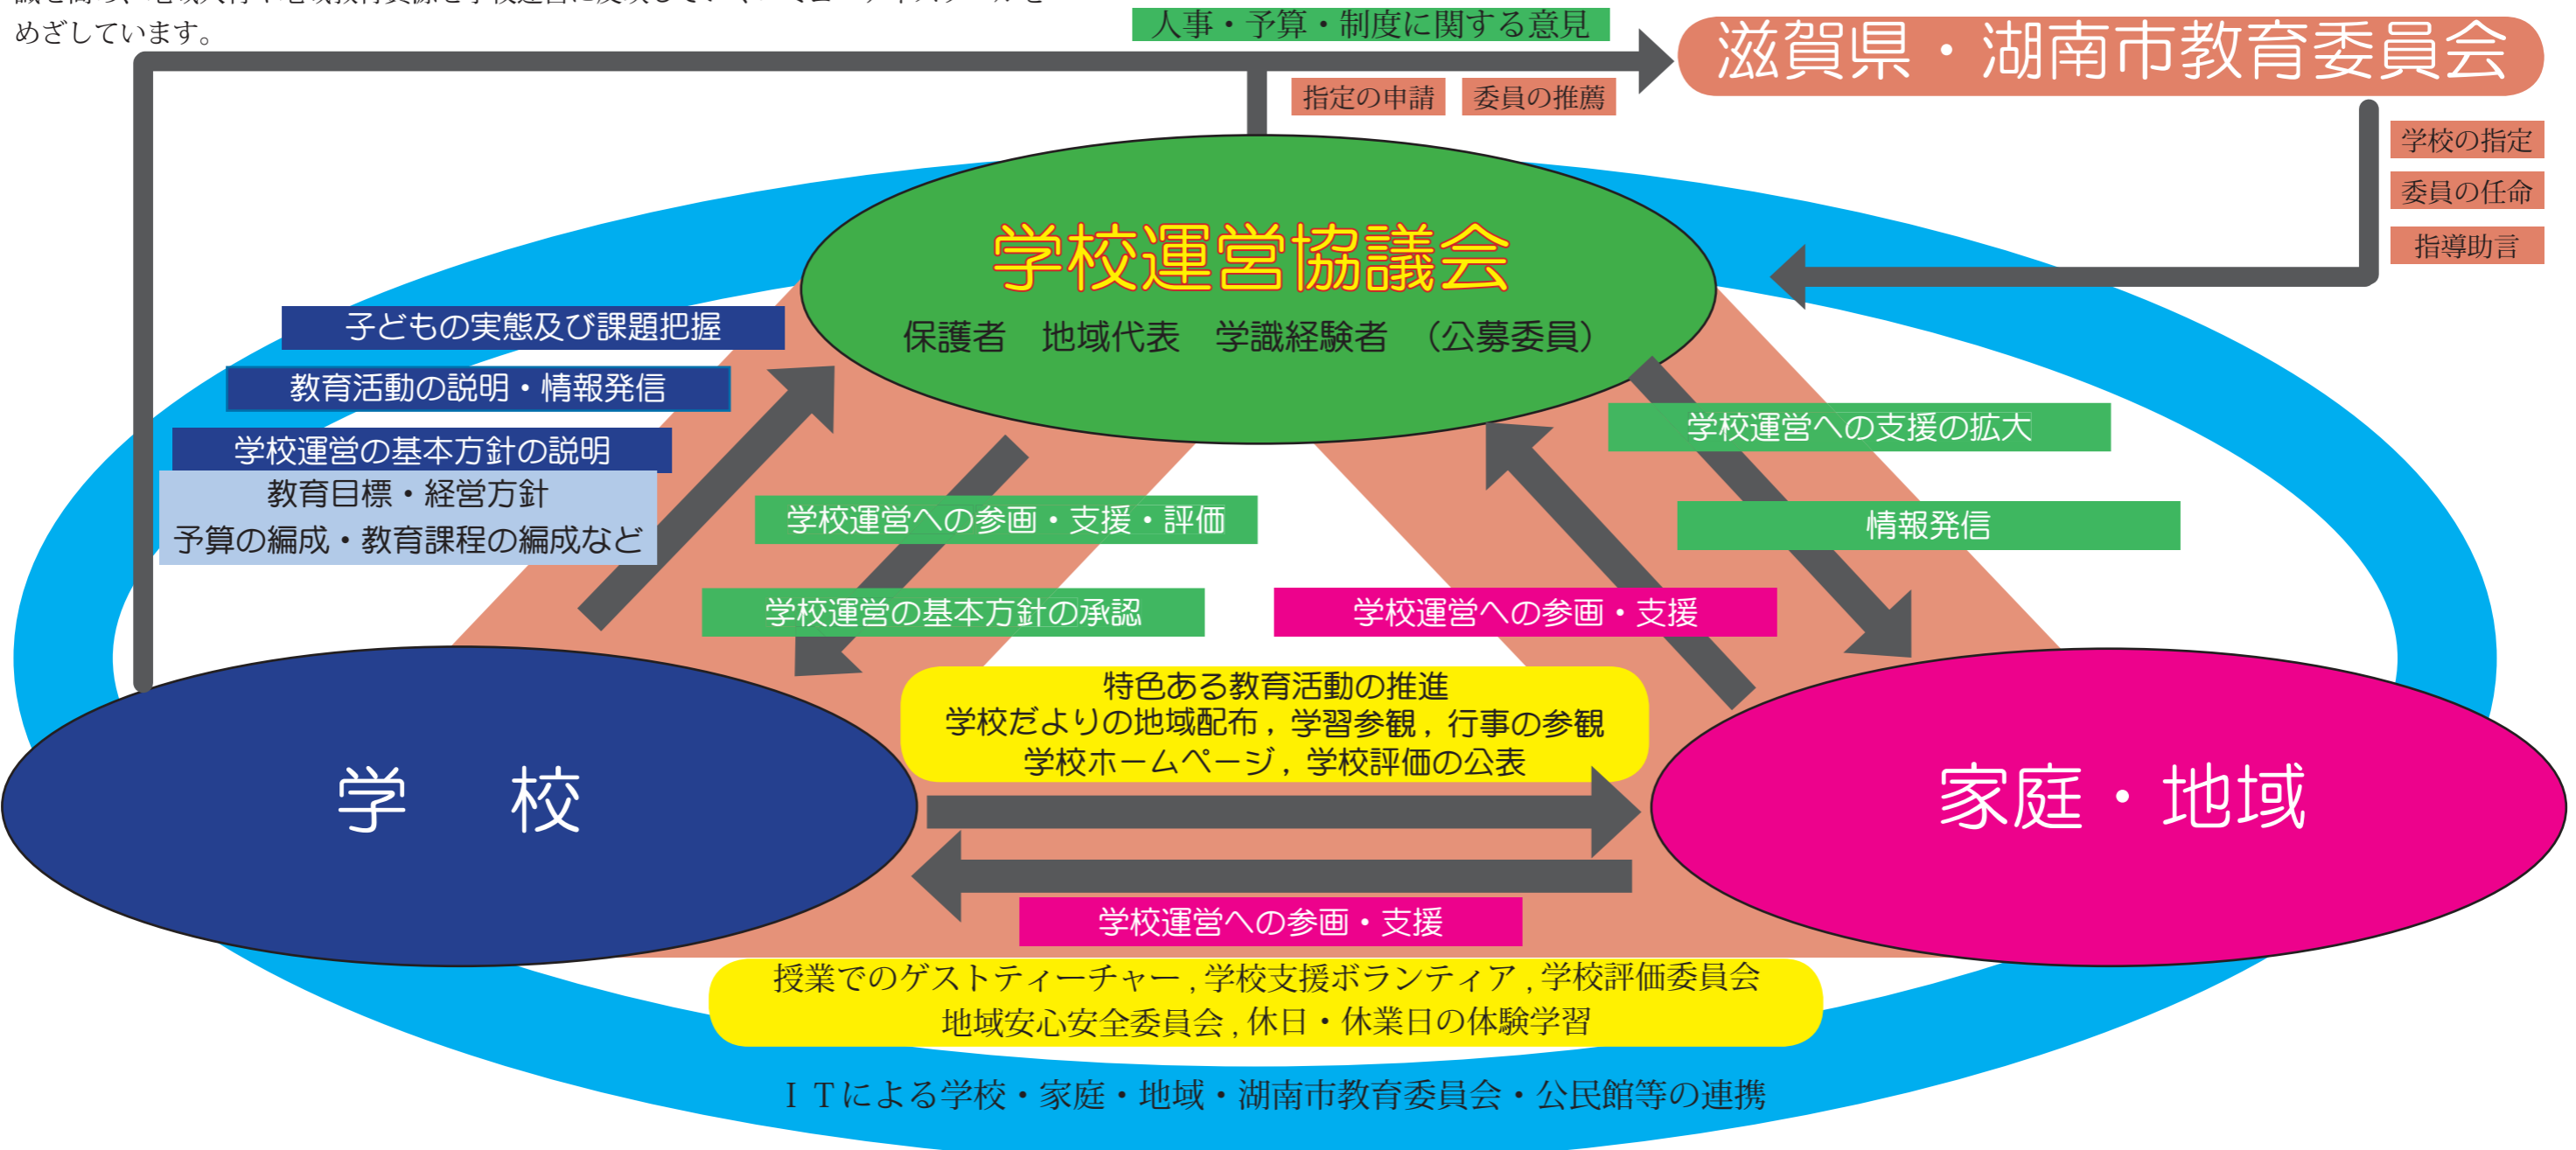 めざしています。
人事・予算・制度に関する意見
滋賀県・湖南市教育委員会
指定の申請
委員の推薦
学校の指定
委員の任命
指導助言
学校運営協議会
保護者　地域代表　学識経験者　（公募委員）
子どもの実態及び課題把握
教育活動の説明・情報発信
学校運営の基本方針の説明
教育目標・経営方針
予算の編成・教育課程の編成など
学校運営への参画・支援・評価
学校運営の基本方針の承認
学校運営への支援の拡大
情報発信
学校運営への参画・支援
特色ある教育活動の推進
学校だよりの地域配布，学習参観，行事の参観
学校ホームページ，学校評価の公表
学　校
家庭・地域
学校運営への参画・支援
授業でのゲストティーチャー，学校支援ボランティア，学校評価委員会
地域安心安全委員会，休日・休業日の体験学習
ＩＴによる学校・家庭・地域・湖南市教育委員会・公民館等の連携